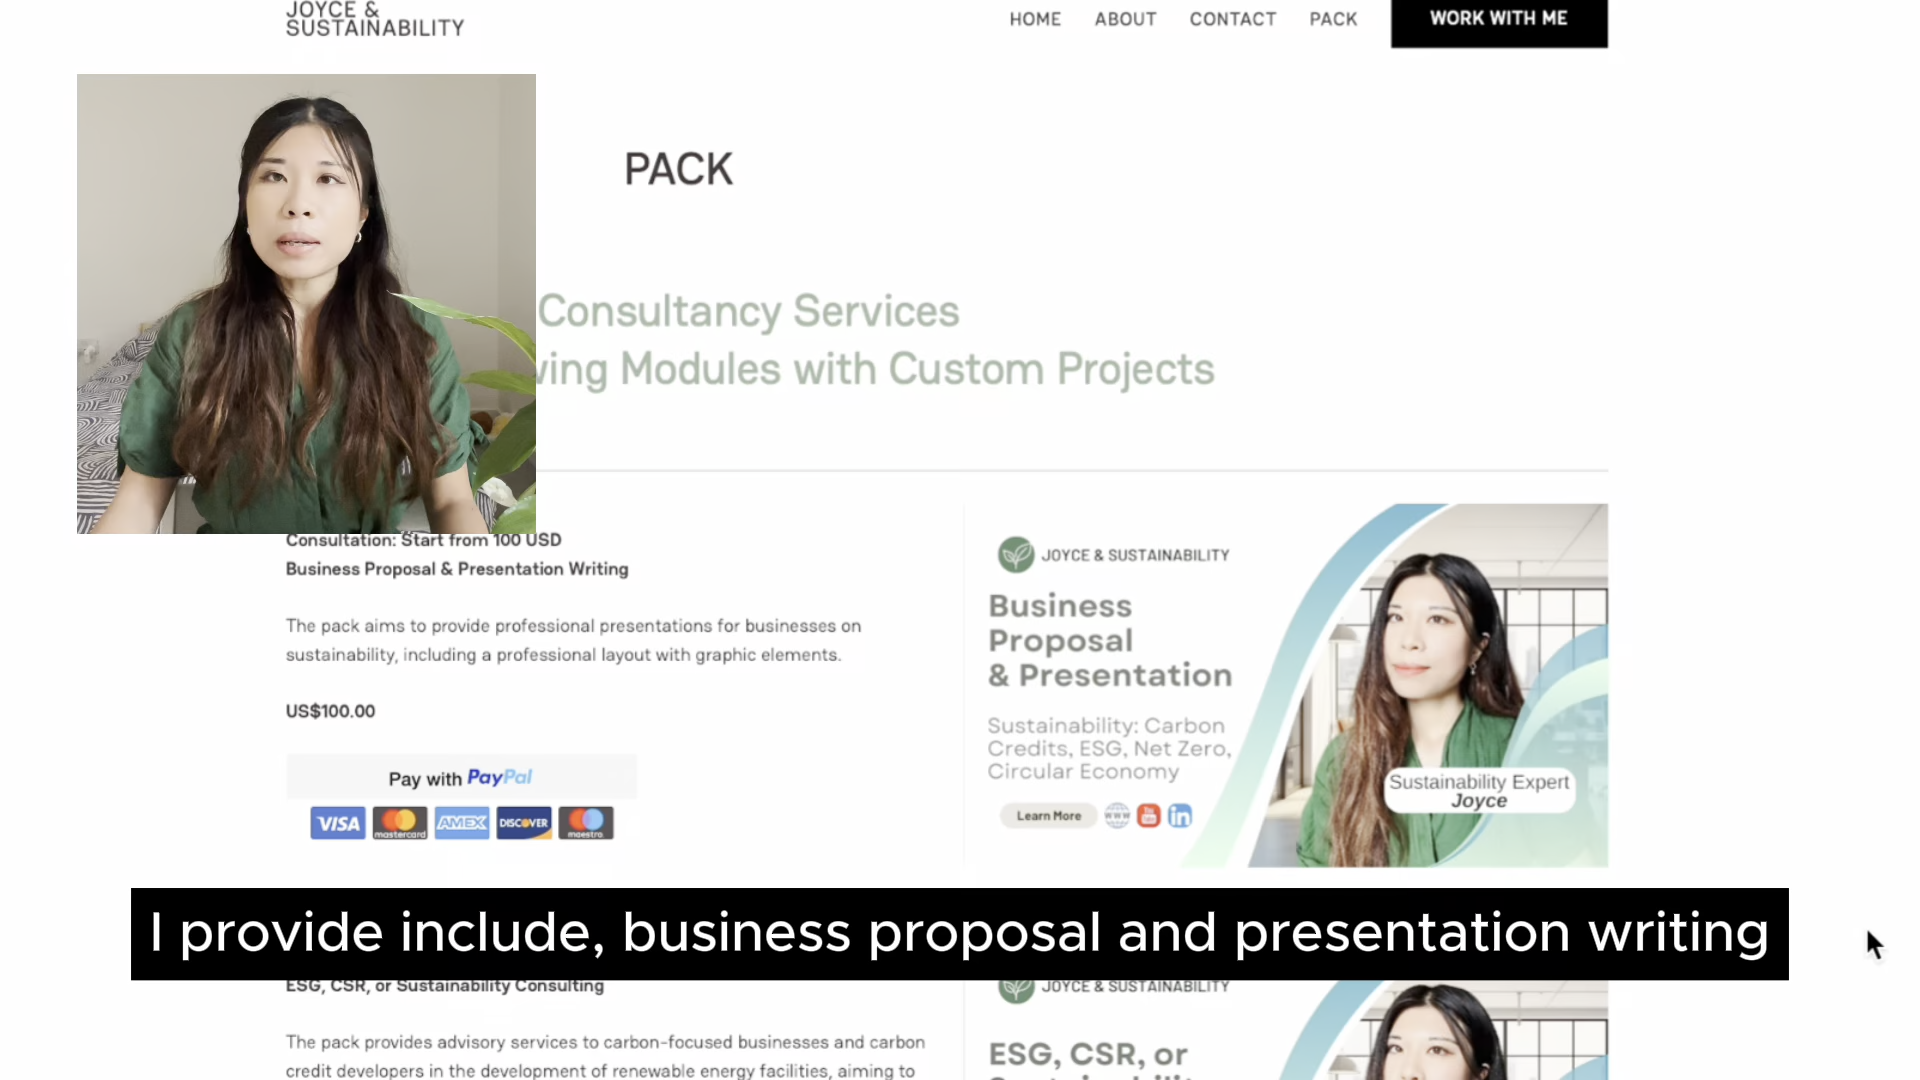 JOYCE &
SUSTAINABILITY
HOME ABOUT CONTACT PACK WORK WITH ME
PACK
Consultancy Services
Modules with Custom Projects
Consultation: Start from 100 USD
Business Proposal & Presentation Writing
The pack aims to provide professional presentations for businesses on
sustainability, including a professional layout with graphic elements.
US$100.00
Pay with PayPal
VISA mastercard AMEX DISCOVER maestro
JOYCE & SUSTAINABILITY
Business
Proposal
& Presentation
Sustainability: Carbon
Credits, ESG, Net Zero,
Circular Economy
Learn More
WWW You in
Sustainability Expert
Joyce
I provide include, business proposal and presentation writing
ESG, CSR, or Sustainability Consulting
The pack provides advisory services to carbon-focused businesses and carbon
credit developers in the development of renewable energy facilities, aiming to
JOYCE & SUSTAINABILITY
ESG, CSR, or